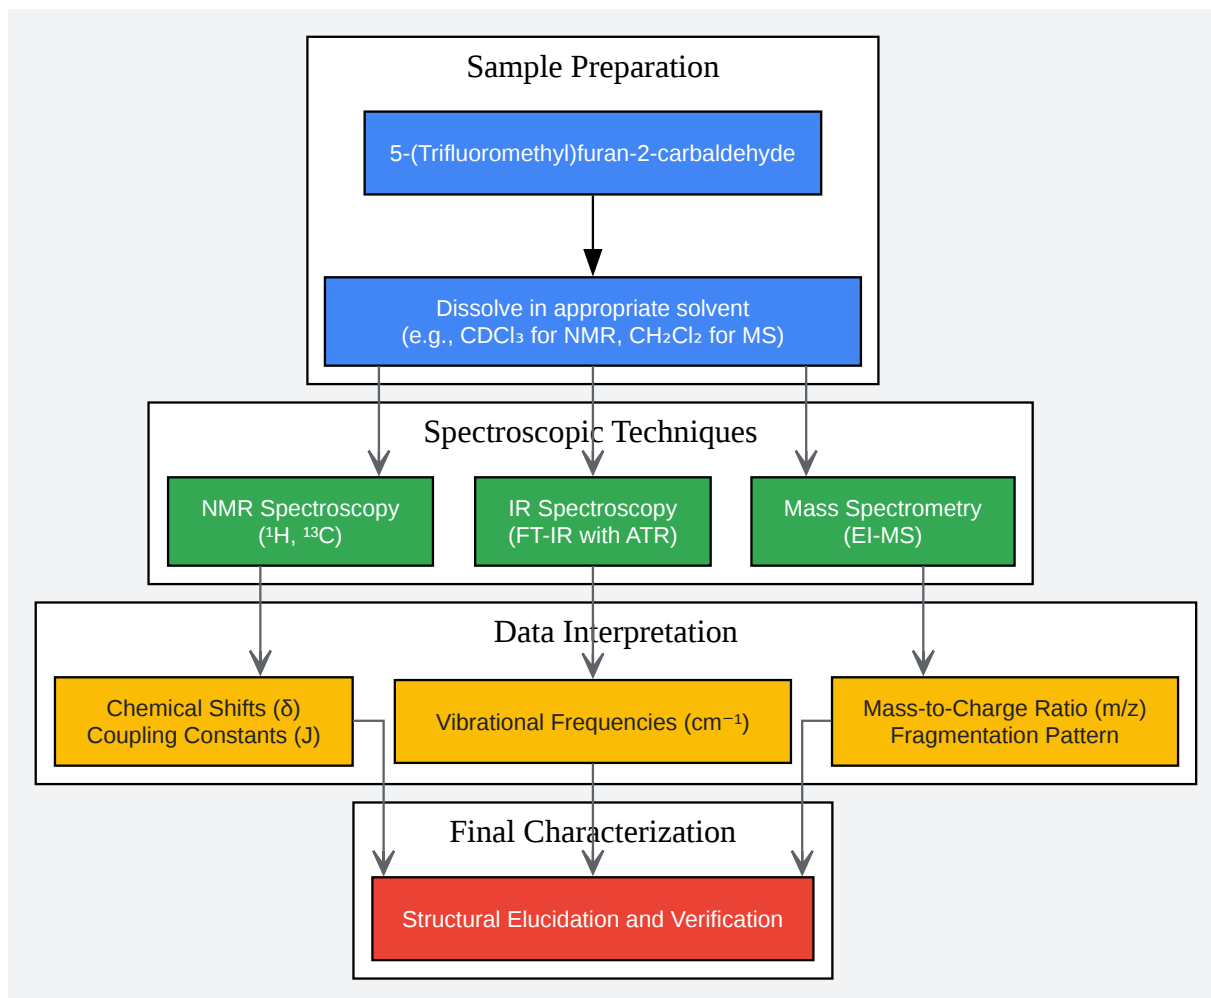 Sample Preparation
5-(Trifluoromethyl)furan-2-carbaldehyde
Dissolve in appropriate solvent
(e.g., CDCl₃ for NMR, CH₂Cl₂ for MS)
Spectroscopic Techniques
NMR Spectroscopy
(¹H, ¹³C)
IR Spectroscopy
(FT-IR with ATR)
Mass Spectrometry
(EI-MS)
Data Interpretation
Chemical Shifts (δ)
Coupling Constants (J)
Vibrational Frequencies (cm⁻¹)
Mass-to-Charge Ratio (m/z)
Fragmentation Pattern
Final Characterization
Structural Elucidation and Verification